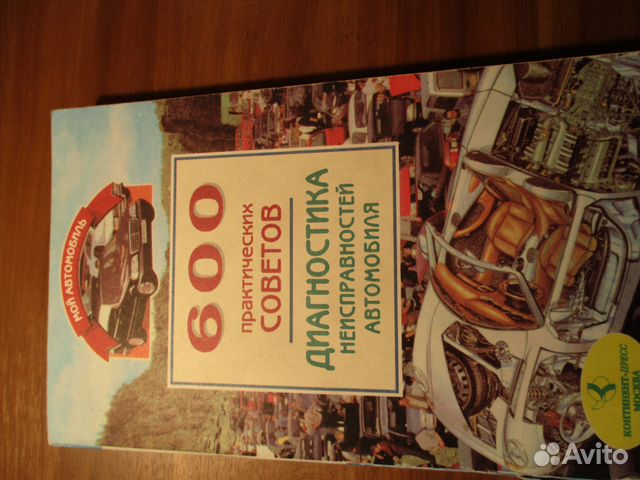 МОЙ АВТОМОБИЛЬ
600
практических
СОВЕТОВ
ДИАГНОСТИКА
НЕИСПРАВНОСТЕЙ
АВТОМОБИЛЯ
КОНТИНЕНТ-ПРЕСС
МОСКВА
Avito